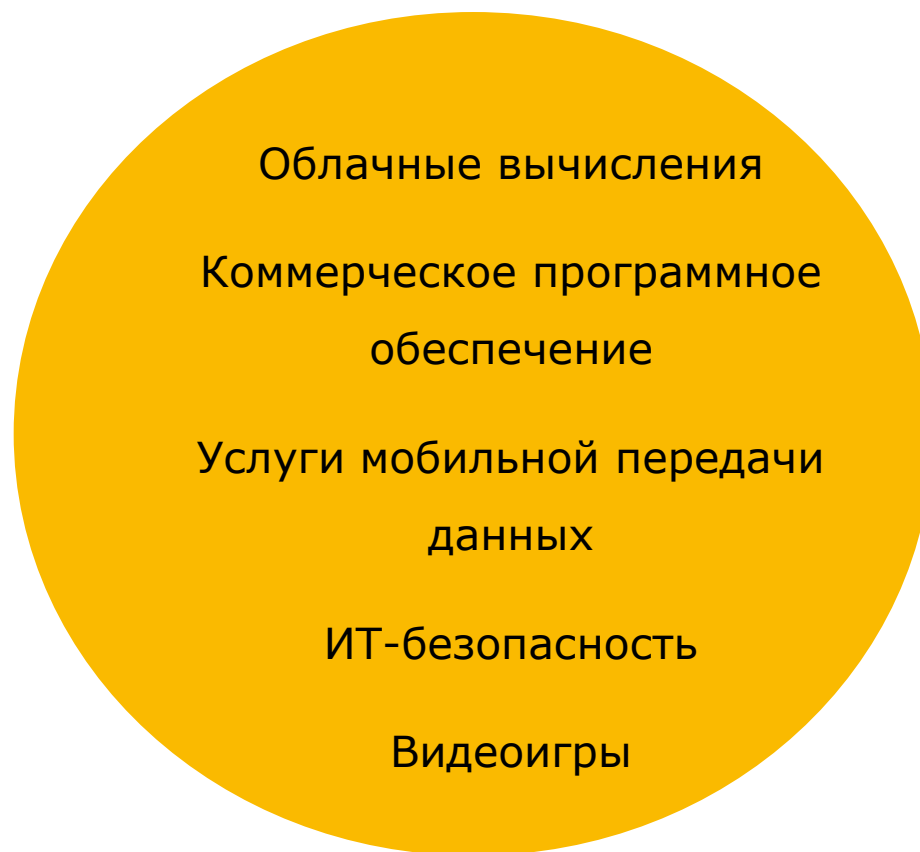 Облачные вычисления
Коммерческое программное
обеспечение
Услуги мобильной передачи
данных
ИТ-безопасность
Видеоигры